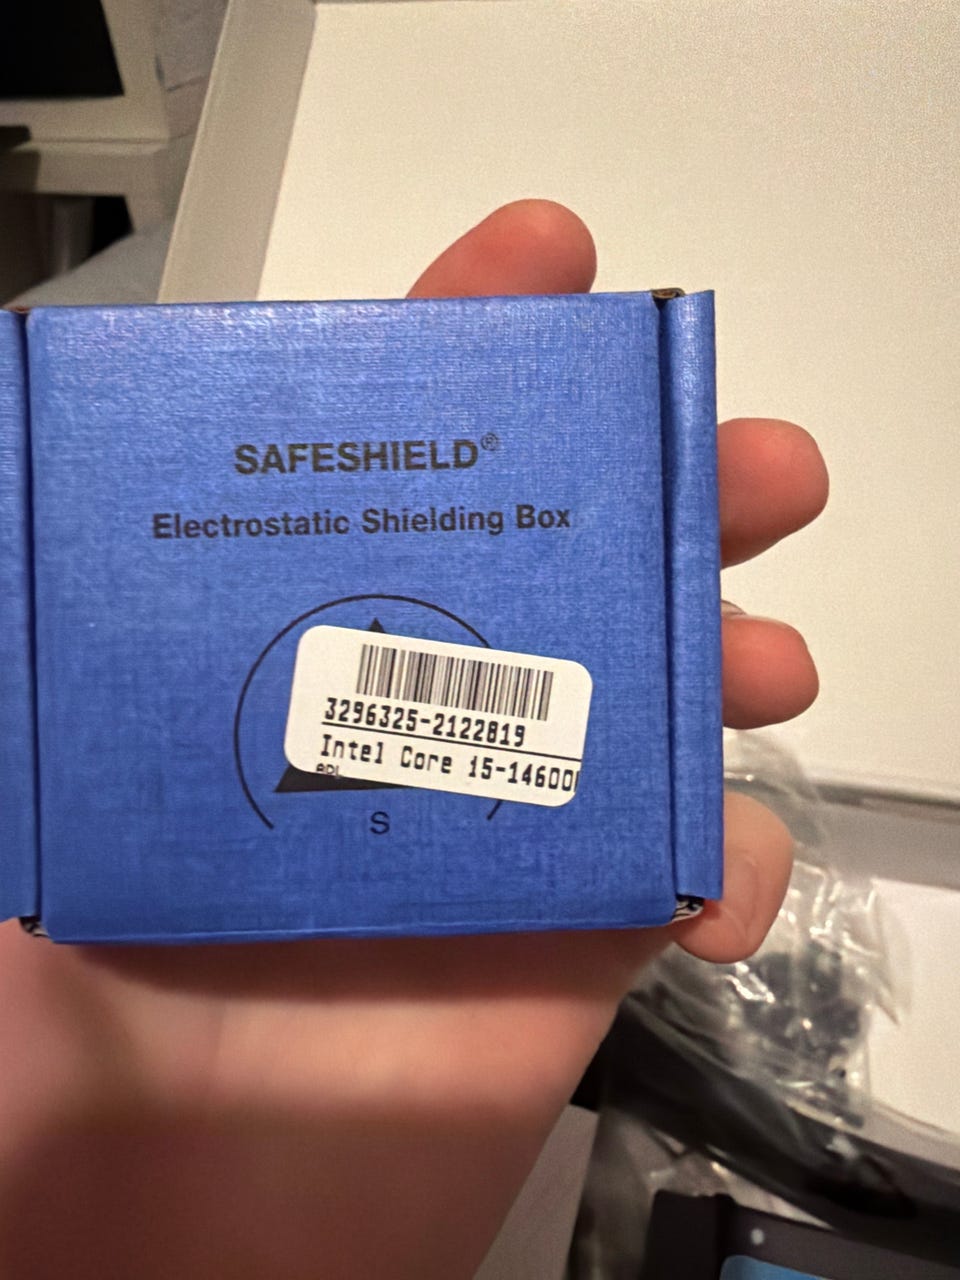 SAFESHIELD®
Electrostatic Shielding Box
3296325-2122819
Intel Core i5-14600
S